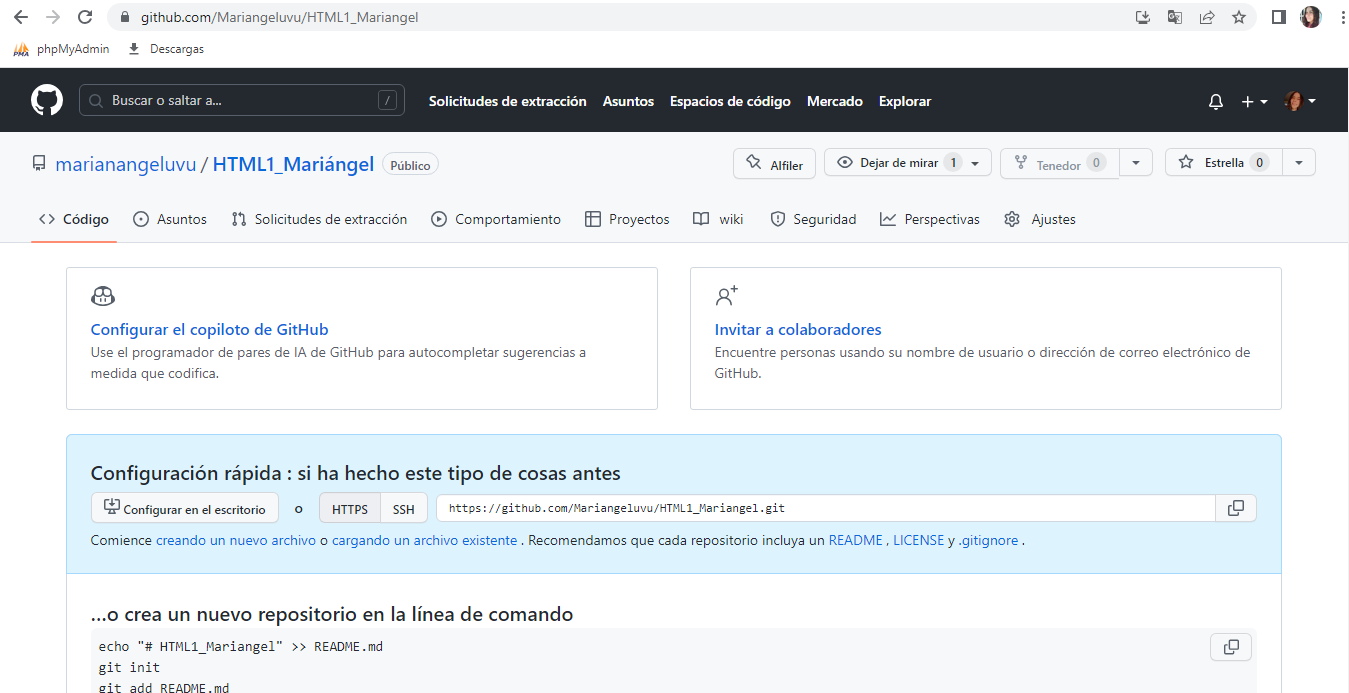 github.com/Mariangeluvu/HTML1_Mariangel
phpMyAdmin Descargas
Buscar o saltar a... / Solicitudes de extracción Asuntos Espacios de código Mercado Explorar
marianangeluvu / HTML1_Mariángel Público Alfiler Dejar de mirar 1 Tenedor 0 Estrella 0
Código Asuntos Solicitudes de extracción Comportamiento Proyectos wiki Seguridad Perspectivas Ajustes
Configurar el copiloto de GitHub
Use el programador de pares de IA de GitHub para autocompletar sugerencias a
medida que codifica.
Invitar a colaboradores
Encuentre personas usando su nombre de usuario o dirección de correo electrónico de
GitHub.
Configuración rápida : si ha hecho este tipo de cosas antes
Configurar en el escritorio o HTTPS SSH https://github.com/Mariangeluvu/HTML1_Mariangel.git
Comience creando un nuevo archivo o cargando un archivo existente . Recomendamos que cada repositorio incluya un README , LICENSE y .gitignore .
...o crea un nuevo repositorio en la línea de comando
echo "# HTML1_Mariangel" >> README.md
git init
git add README.md